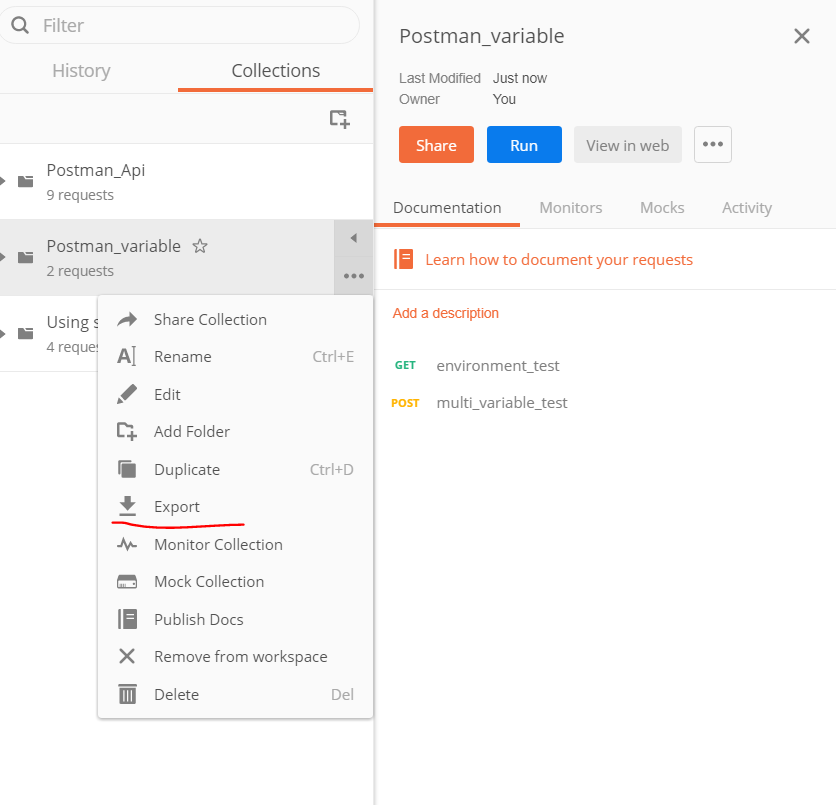 Filter
History
Collections
Postman_Api
9 requests
Postman_variable
2 requests
Using s
4 reques
Share Collection
Rename Ctrl+E
Edit
Add Folder
Duplicate Ctrl+D
Export
Monitor Collection
Mock Collection
Publish Docs
Remove from workspace
Delete Del
Postman_variable
Last Modified Just now
Owner You
Share
Run
View in web
Documentation
Monitors
Mocks
Activity
Learn how to document your requests
Add a description
GET environment_test
POST multi_variable_test